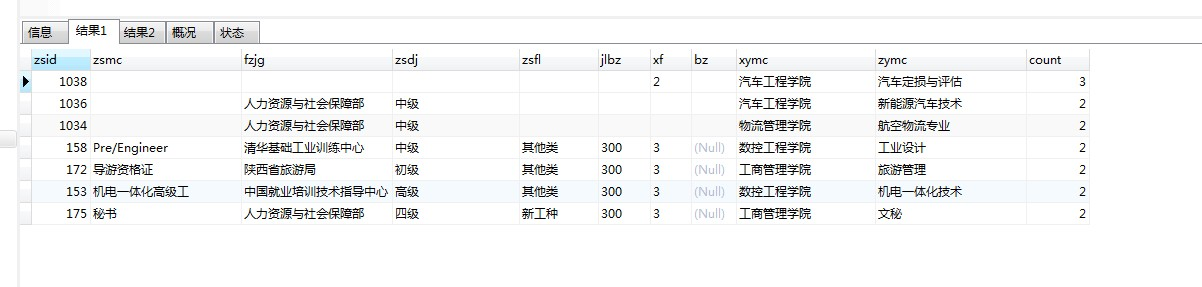 信息 结果1 结果2 概况 状态
zsid zsmc fzjg zsdj zsfl jlbz xf bz xymc zymc count
1038 2 汽车工程学院 汽车定损与评估 3
1036 人力资源与社会保障部 中级 汽车工程学院 新能源汽车技术 2
1034 人力资源与社会保障部 中级 物流管理学院 航空物流专业 2
158 Pre/Engineer 清华基础工业训练中心 中级 其他类 300 3 (Null) 数控工程学院 工业设计 2
172 导游资格证 陕西省旅游局 初级 其他类 300 3 (Null) 工商管理学院 旅游管理 2
153 机电一体化高级工 中国就业培训技术指导中心 高级 其他类 300 3 (Null) 数控工程学院 机电一体化技术 2
175 秘书 人力资源与社会保障部 四级 新工种 300 3 (Null) 工商管理学院 文秘 2